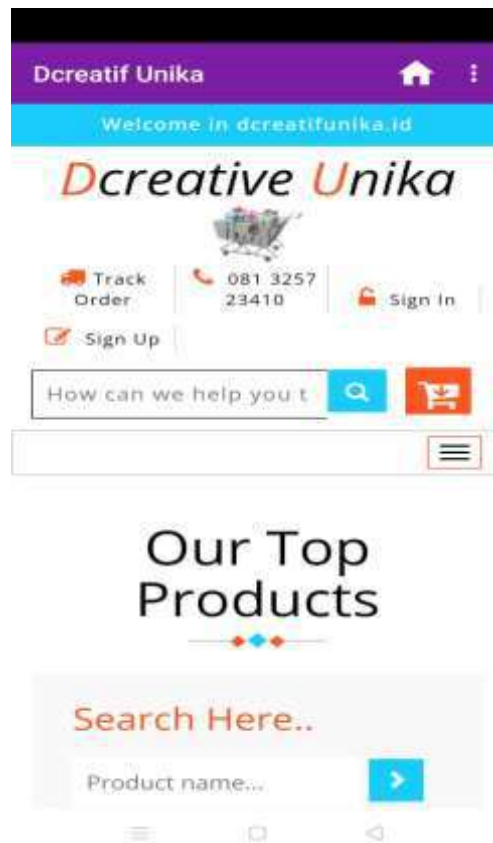 Dcreatif Unika
Welcome in dcreatifunika.id
Dcreative Unika
Track
Order
081 3257
23410
Sign In
Sign Up
How can we help you t
Our Top
Products
Search Here..
Product name...